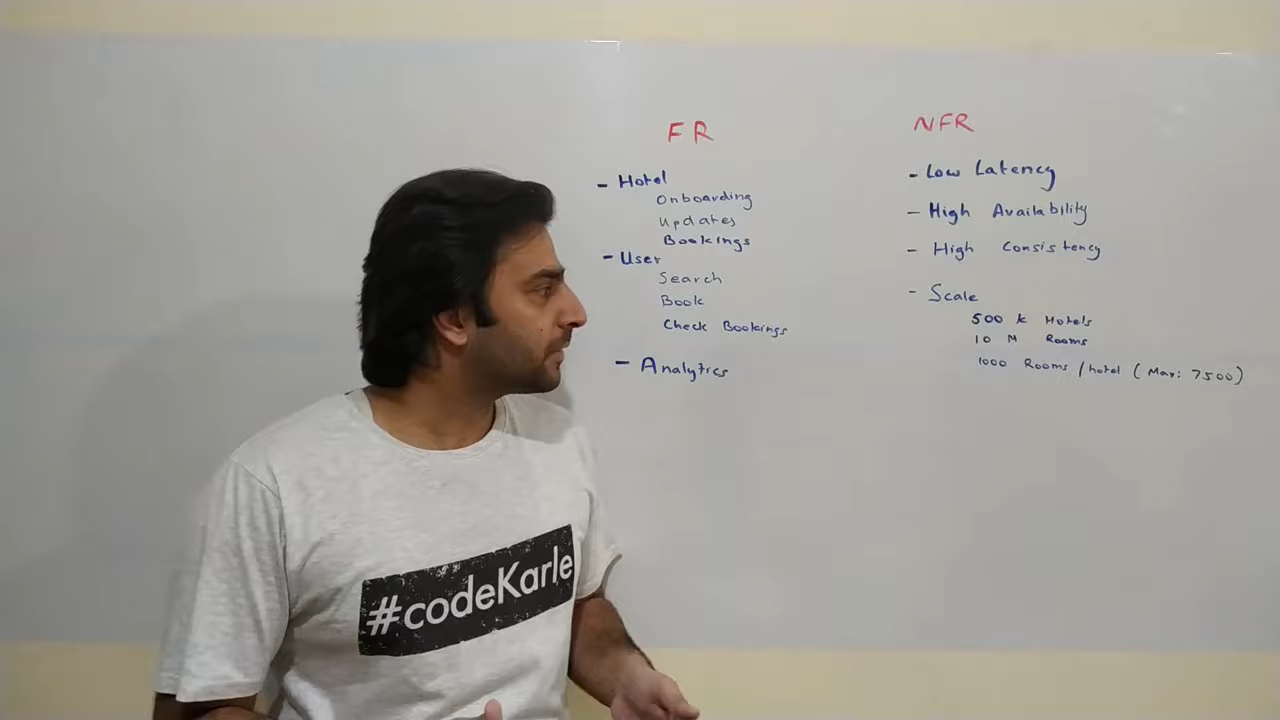 FR
- Hotel
Onboarding
Updates
Bookings
- User
Search
Book
Check Bookings
- Analytics
NFR
- Low Latency
- High Availability
- High Consistency
- Scale
500 k Hotels
10 M Rooms
1000 Rooms /hotel (Max: 7500)
#codeKarle